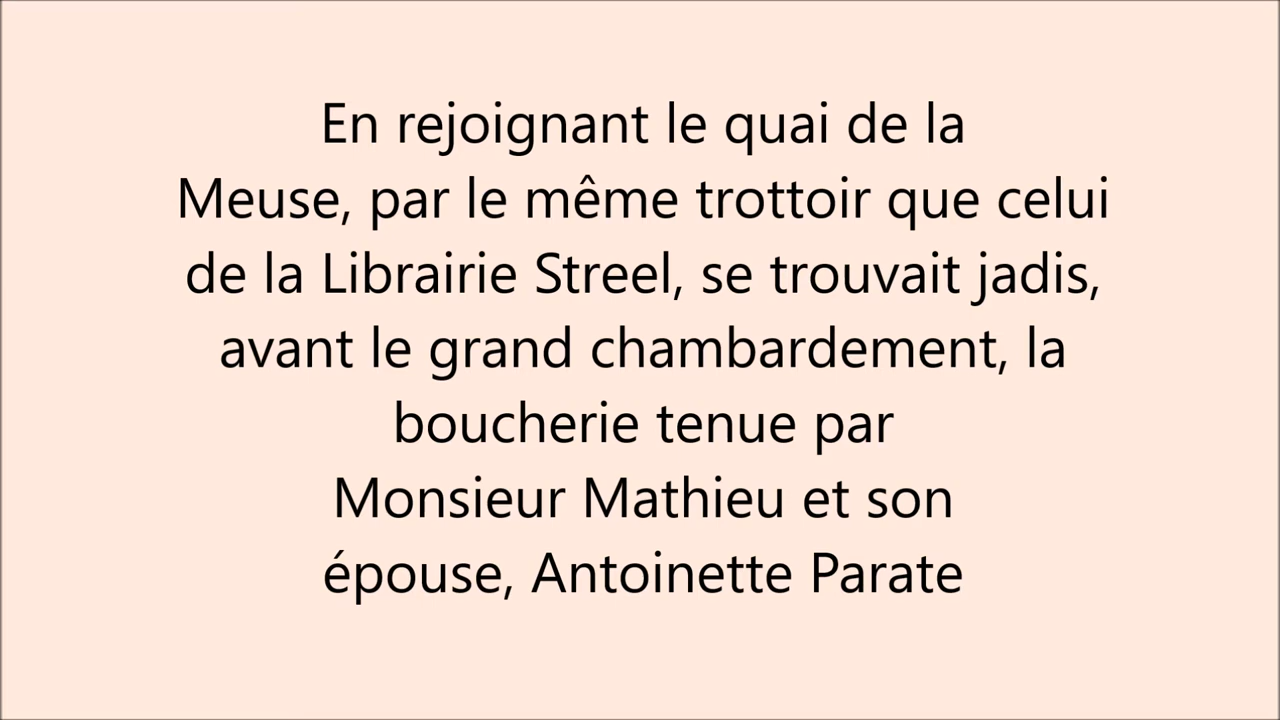 En rejoignant le quai de la
Meuse, par le même trottoir que celui
de la Librairie Streel, se trouvait jadis,
avant le grand chambardement, la
boucherie tenue par
Monsieur Mathieu et son
épouse, Antoinette Parate